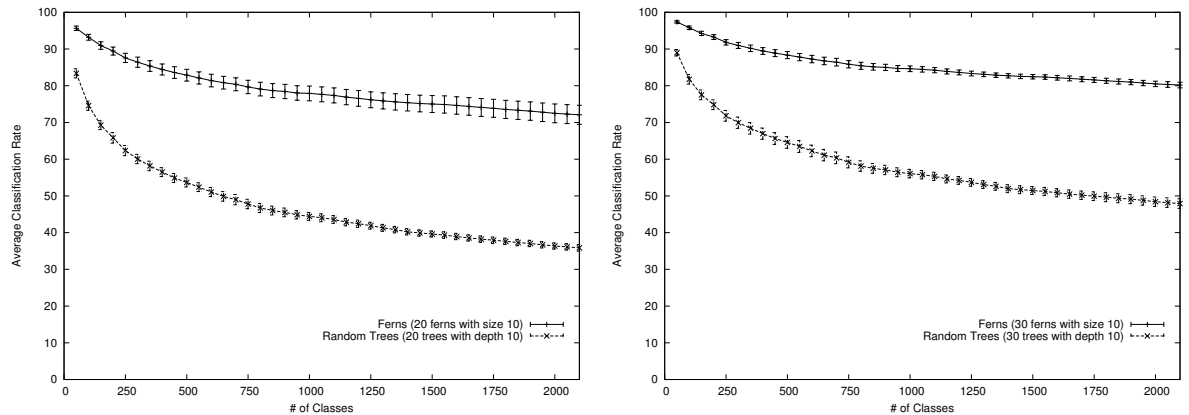 100
90
80
70
60
50
40
30
20
10
0
Average Classification Rate
Ferns (20 ferns with size 10)
Random Trees (20 trees with depth 10)
0 250 500 750 1000 1250 1500 1750 2000
# of Classes
100
90
80
70
60
50
40
30
20
10
0
Average Classification Rate
Ferns (30 ferns with size 10)
Random Trees (30 trees with depth 10)
0 250 500 750 1000 1250 1500 1750 2000
# of Classes